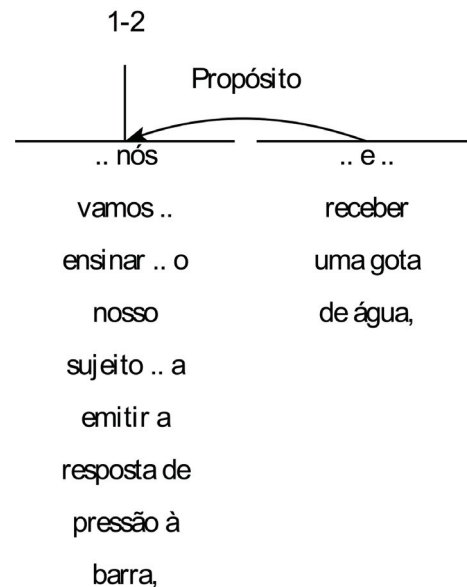 1-2
Propósito
.. nós
vamos ..
ensinar .. o
nosso
sujeito .. a
emitir a
resposta de
pressão à
barra,
.. e ..
receber
uma gota
de água,